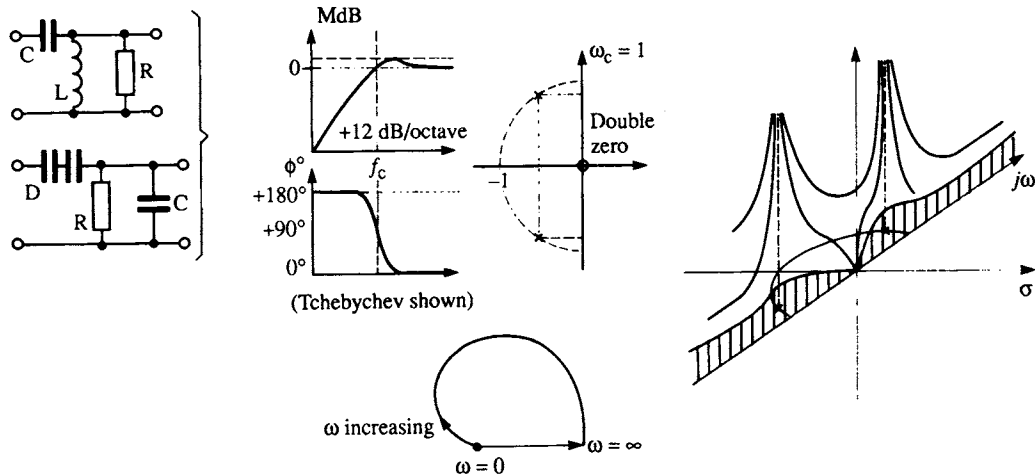 C
L
R
D
R
C
MdB
0
+12 dB/octave
ϕ°
f_c
+180°
+90°
0°
(Tchebychev shown)
ω_c = 1
Double
zero
−1
jω
σ
ω increasing
ω = 0
ω = ∞